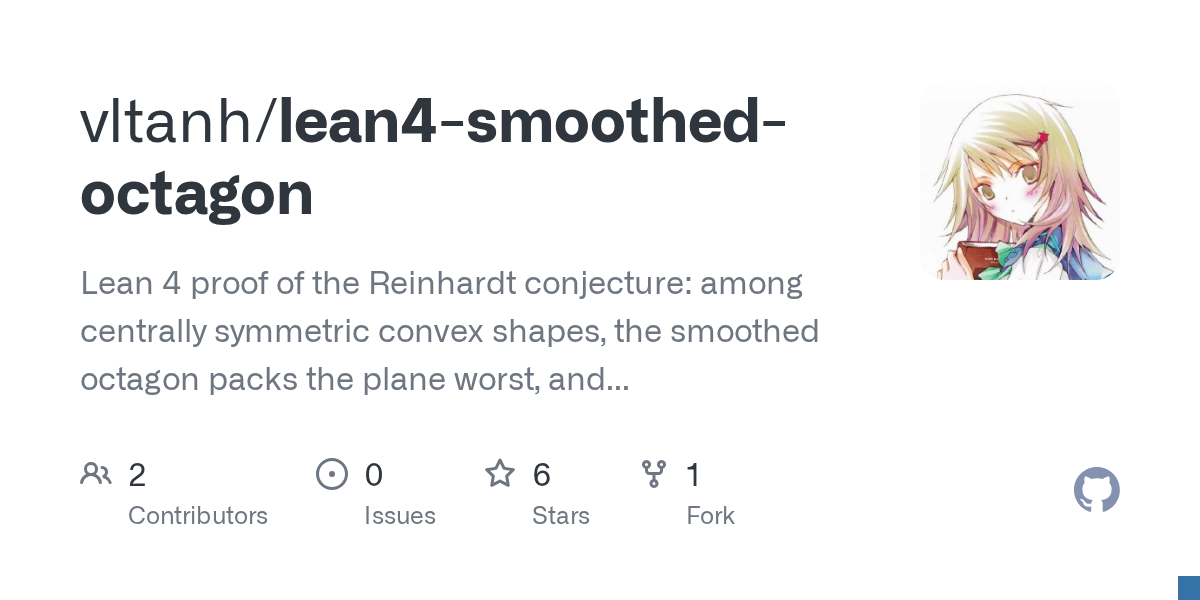 vltanh/lean4-smoothed-
octagon
Lean 4 proof of the Reinhardt conjecture: among
centrally symmetric convex shapes, the smoothed
octagon packs the plane worst, and...
2 0 6 1
Contributors Issues Stars Fork